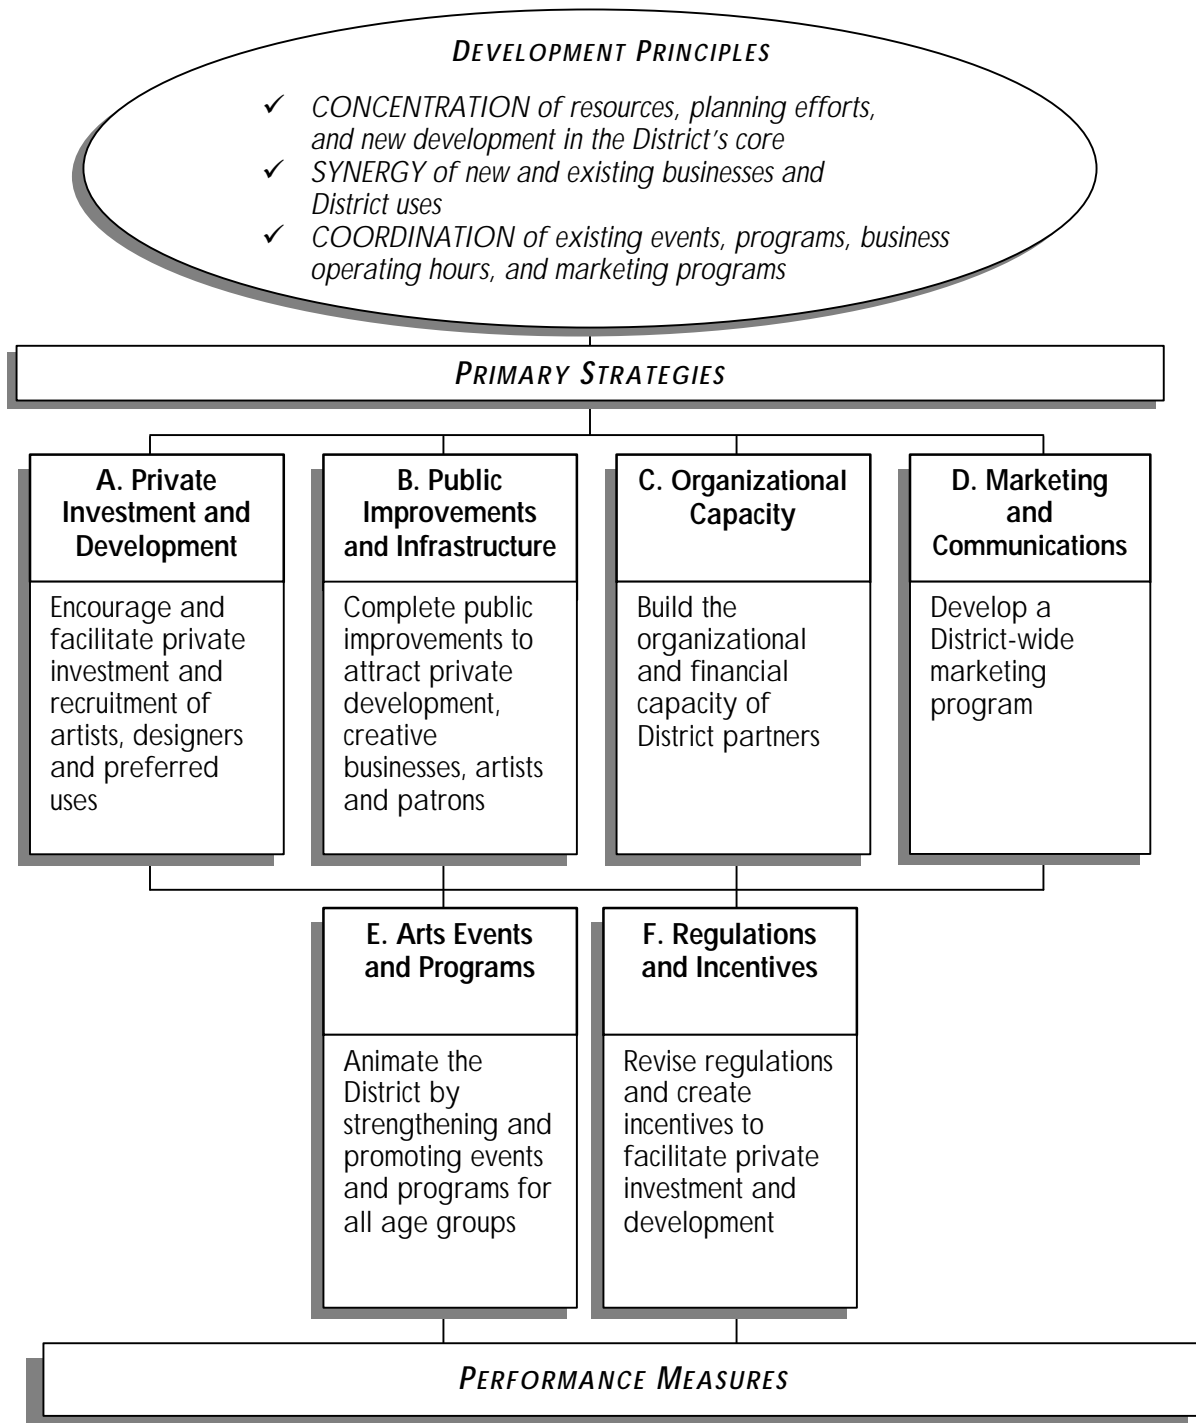 DEVELOPMENT PRINCIPLES
✓ CONCENTRATION of resources, planning efforts,
and new development in the District's core
✓ SYNERGY of new and existing businesses and
District uses
✓ COORDINATION of existing events, programs, business
operating hours, and marketing programs
PRIMARY STRATEGIES
A. Private
Investment and
Development
Encourage and
facilitate private
investment and
recruitment of
artists, designers
and preferred
uses
B. Public
Improvements
and Infrastructure
Complete public
improvements to
attract private
development,
creative
businesses, artists
and patrons
C. Organizational
Capacity
Build the
organizational
and financial
capacity of
District partners
D. Marketing
and
Communications
Develop a
District-wide
marketing
program
E. Arts Events
and Programs
Animate the
District by
strengthening and
promoting events
and programs for
all age groups
F. Regulations
and Incentives
Revise regulations
and create
incentives to
facilitate private
investment and
development
PERFORMANCE MEASURES